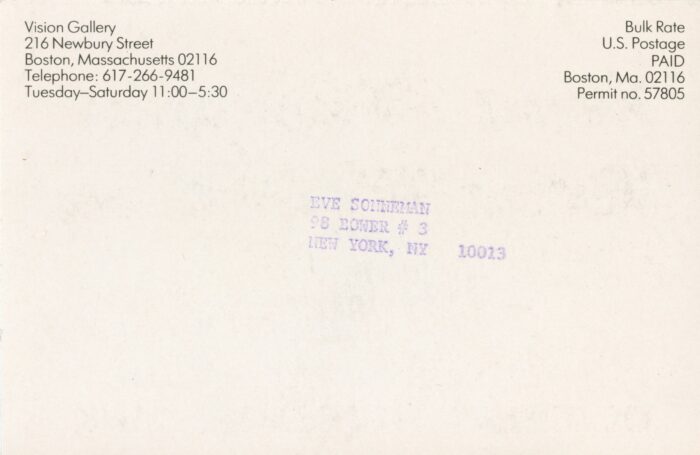 Vision Gallery
216 Newbury Street
Boston, Massachusetts 02116
Telephone: 617-266-9481
Tuesday–Saturday 11:00–5:30
Bulk Rate
U.S. Postage
PAID
Boston, Ma. 02116
Permit no. 57805
EVE SONNEMAN
98 BOWER # 3
NEW YORK, NY 10013